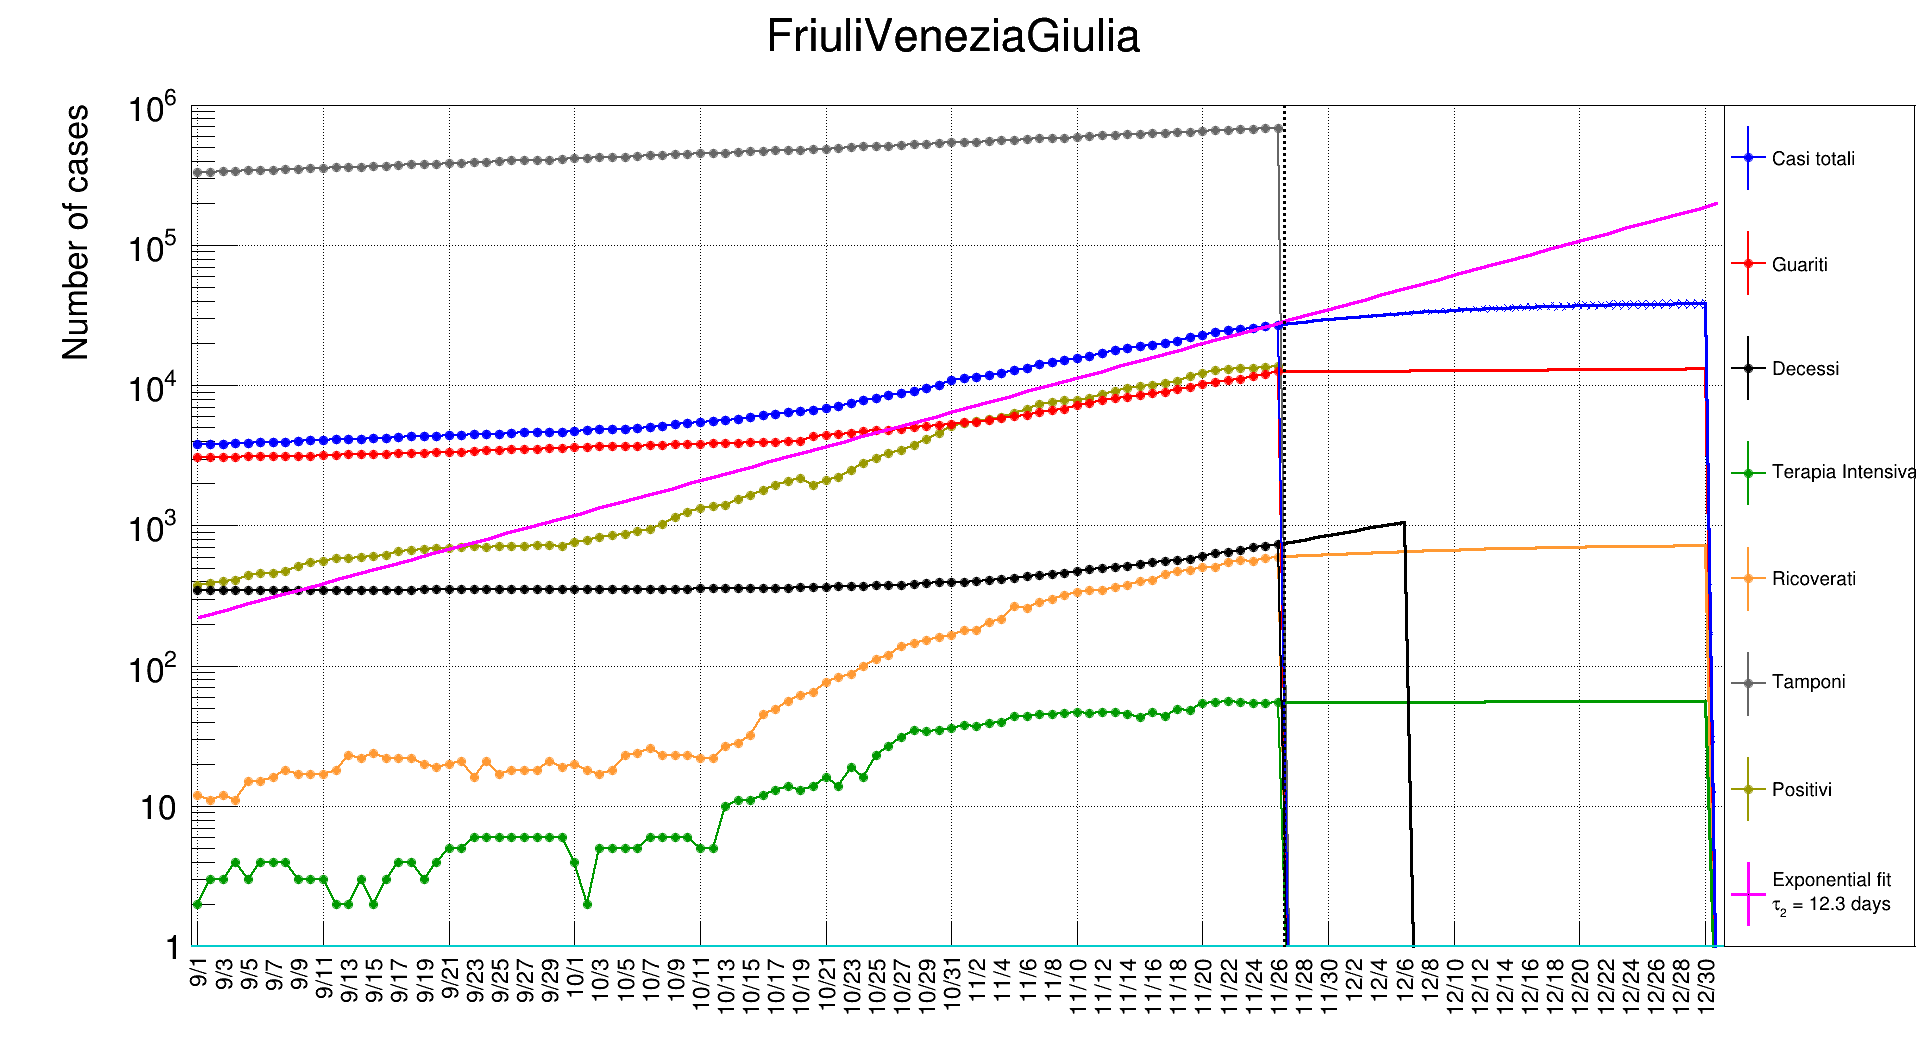 FriuliVeneziaGiulia
Number of cases
10^6
10^5
10^4
10^3
10^2
10
1
9/1 9/3 9/5 9/7 9/9 9/11 9/13 9/15 9/17 9/19 9/21 9/23 9/25 9/27 9/29 10/1 10/3 10/5 10/7 10/9 10/11 10/13 10/15 10/17 10/19 10/21 10/23 10/25 10/27 10/29 10/31 11/2 11/4 11/6 11/8 11/10 11/12 11/14 11/16 11/18 11/20 11/22 11/24 11/26 11/28 11/30 12/2 12/4 12/6 12/8 12/10 12/12 12/14 12/16 12/18 12/20 12/22 12/24 12/26 12/28 12/30
Casi totali
Guariti
Decessi
Terapia Intensiva
Ricoverati
Tamponi
Positivi
Exponential fit
τ₂ = 12.3 days